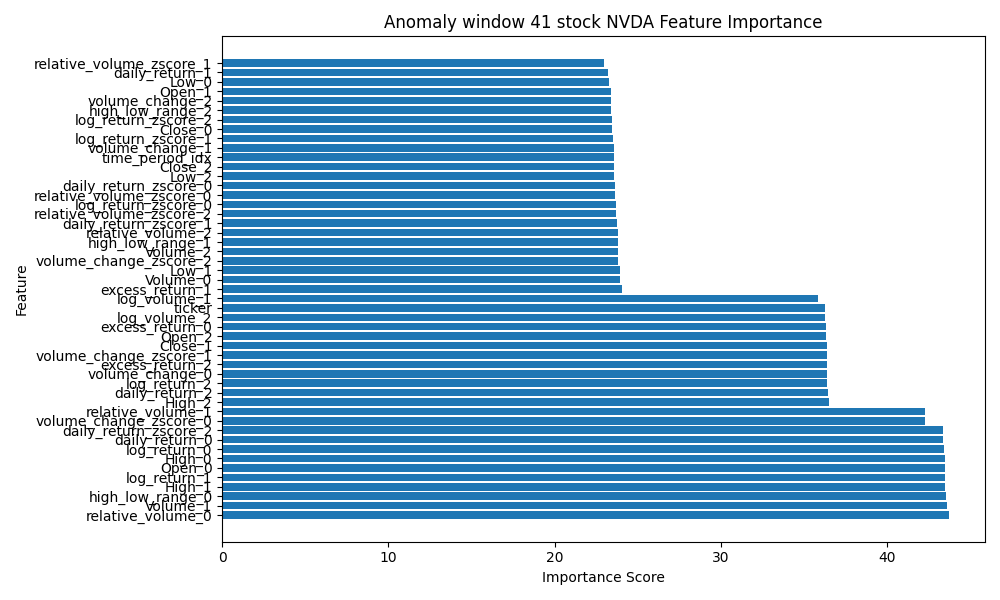 Anomaly window 41 stock NVDA Feature Importance
relative_volume_zscore_1
daily_return_1
Low_0
Open_1
volume_change_2
high_low_range_2
log_return_zscore_2
Close_0
log_return_zscore_1
volume_change_1
time_period_idx
Close_2
Low_2
daily_return_zscore_0
relative_volume_zscore_0
log_return_zscore_0
relative_volume_zscore_2
daily_return_zscore_1
relative_volume_2
high_low_range_1
Volume_2
volume_change_zscore_2
Low_1
Volume_0
excess_return_1
log_volume_1
ticker
log_volume_2
excess_return_0
Open_2
Close_1
volume_change_zscore_1
excess_return_2
volume_change_0
log_return_2
daily_return_2
High_2
relative_volume_1
volume_change_zscore_0
daily_return_zscore_2
daily_return_0
log_return_0
High_0
Open_0
log_return_1
High_1
high_low_range_0
Volume_1
relative_volume_0
Feature
0 10 20 30 40
Importance Score